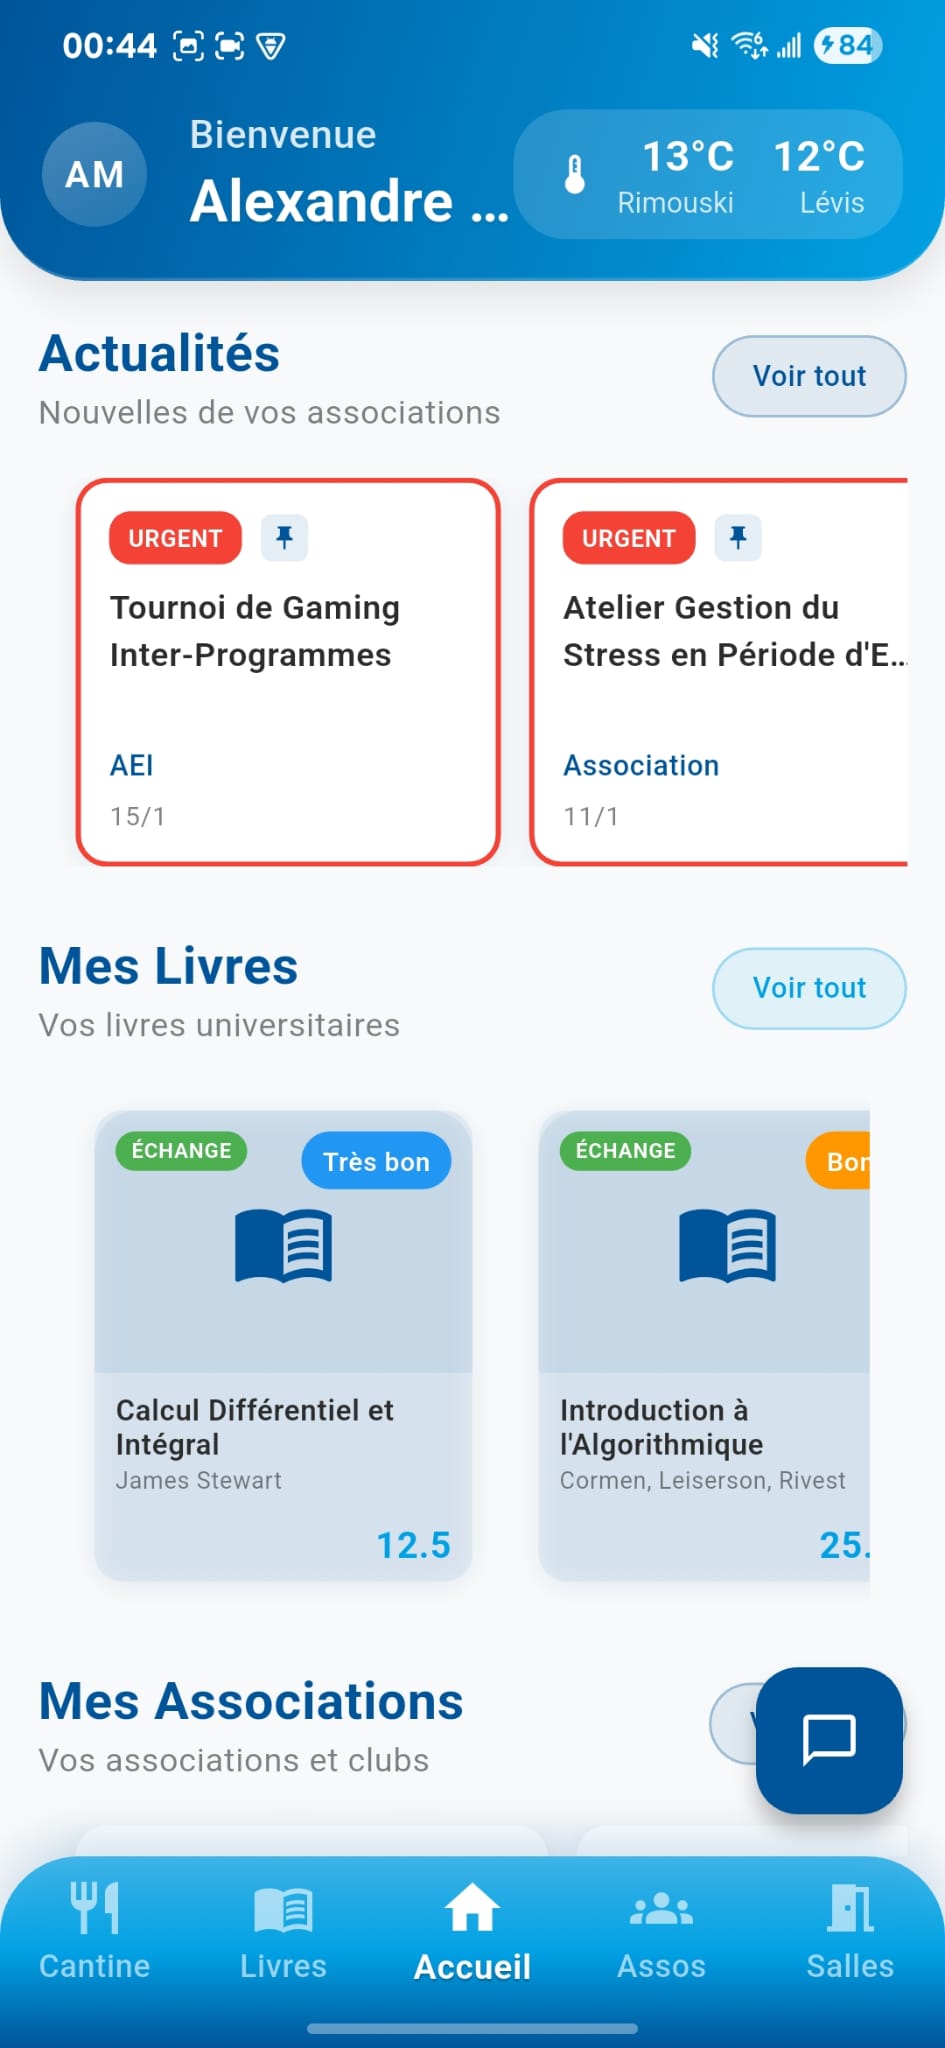 00:44
6
84
AM
Bienvenue
Alexandre ...
13°C
Rimouski
12°C
Lévis
Actualités
Nouvelles de vos associations
Voir tout
URGENT
Tournoi de Gaming
Inter-Programmes
AEI
15/1
URGENT
Atelier Gestion du
Stress en Période d'E...
Association
11/1
Mes Livres
Vos livres universitaires
Voir tout
ÉCHANGE
Très bon
Calcul Différentiel et
Intégral
James Stewart
12.5
ÉCHANGE
Bon
Introduction à
l'Algorithmique
Cormen, Leiserson, Rivest
25.
Mes Associations
Vos associations et clubs
Cantine
Livres
Accueil
Assos
Salles